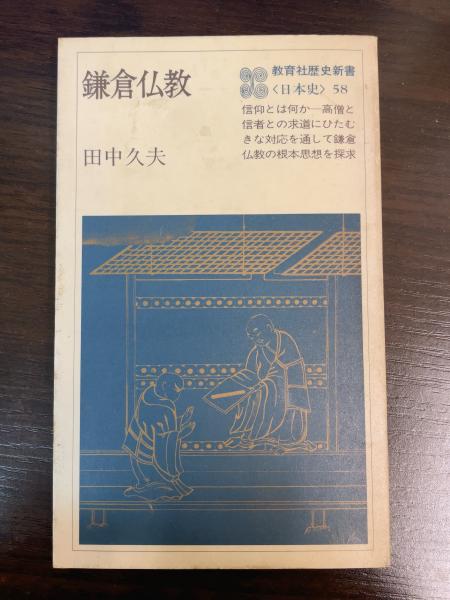 鎌倉仏教
田中久夫
教育社歴史新書
〈日本史〉58
信仰とは何か―高僧と
信者との求道にひたむ
きな対応を通して鎌倉
仏教の根本思想を探求